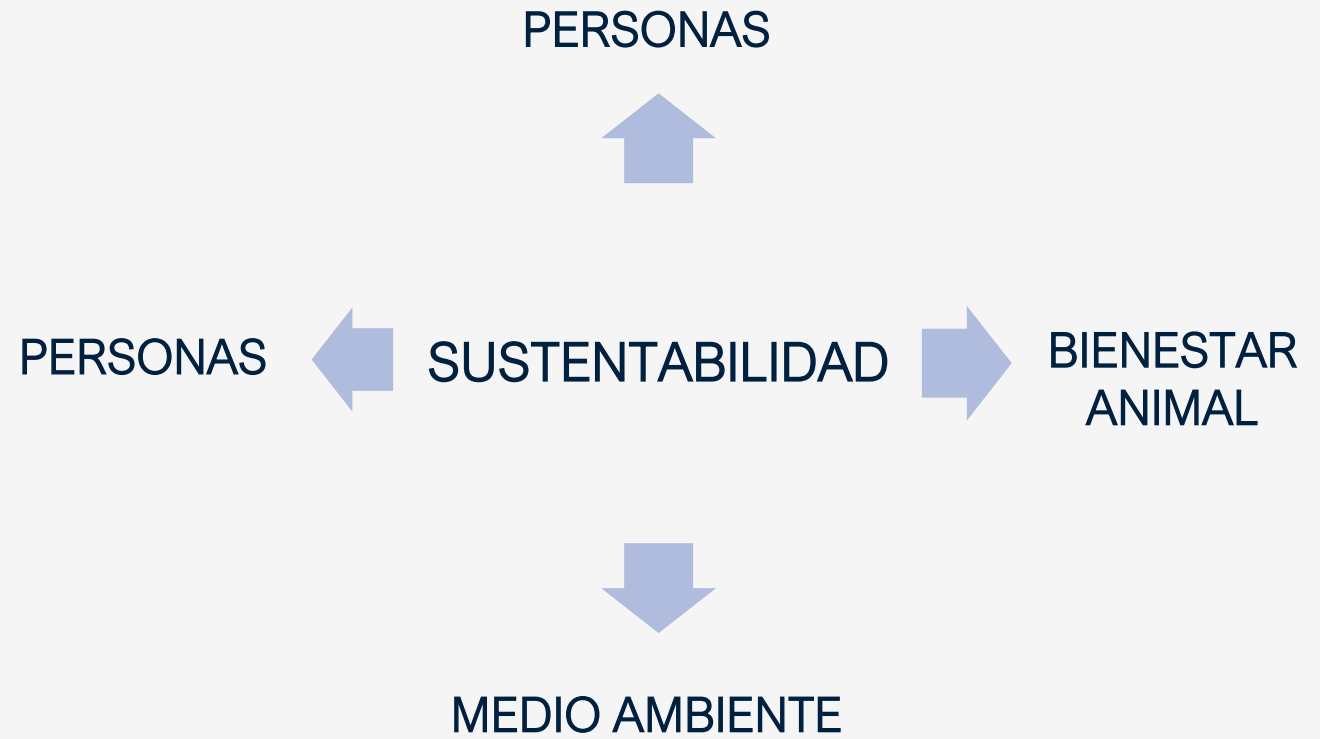 PERSONAS
PERSONAS
SUSTENTABILIDAD
BIENESTAR
ANIMAL
MEDIO AMBIENTE